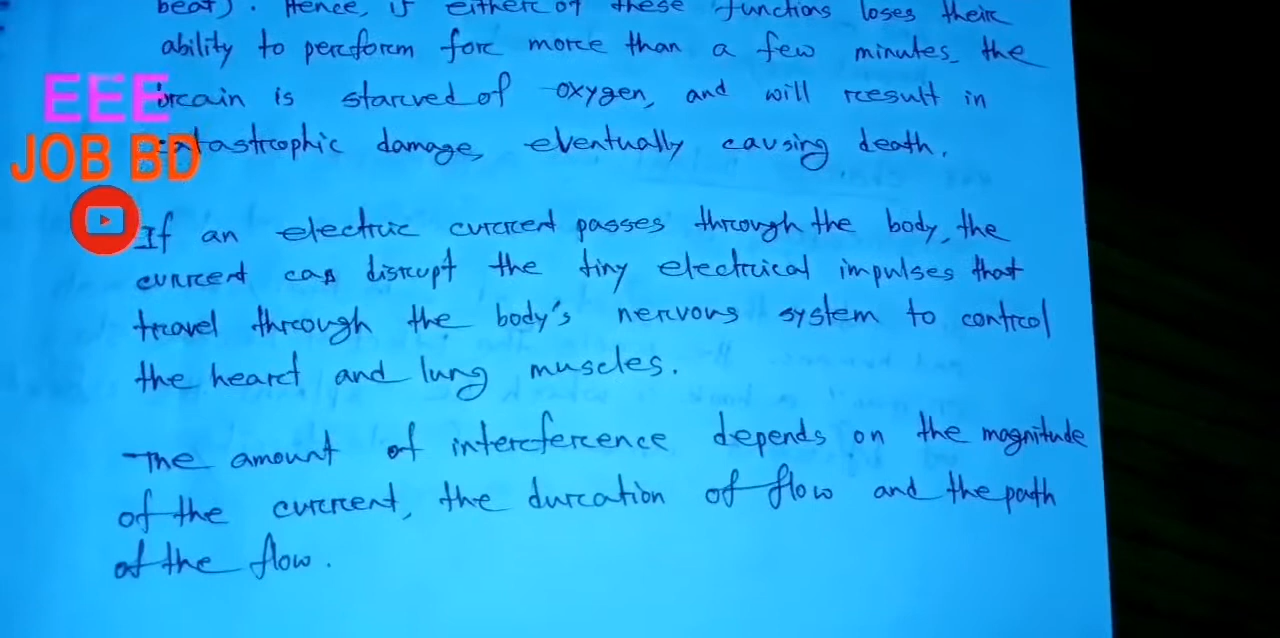 beat). Hence, if either of these functions loses their
ability to perform for more than a few minutes, the
brain is starved of oxygen, and will result in
catastrophic damage, eventually causing death.
If an electric current passes through the body, the
current can disrupt the tiny electrical impulses that
travel through the body's nervous system to control
the heart and lung muscles.
The amount of interference depends on the magnitude
of the current, the duration of flow and the path
of the flow.
EEE
JOB BD